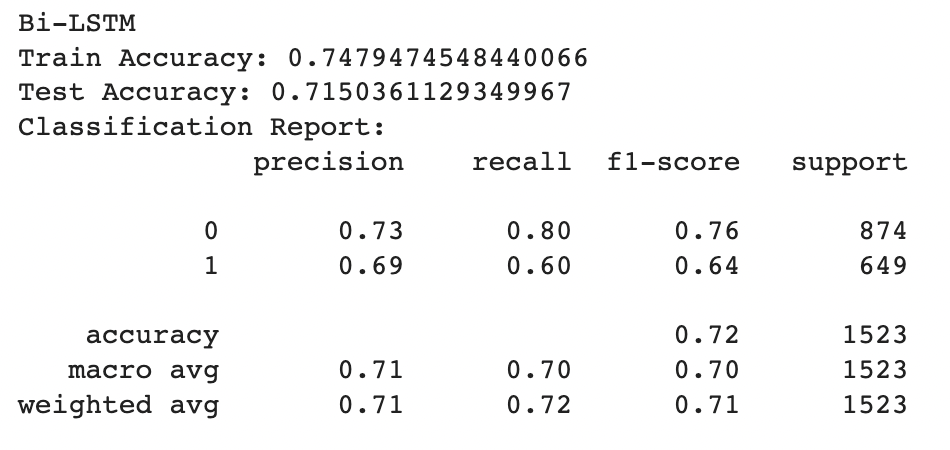 Bi-LSTM
Train Accuracy: 0.7479474548440066
Test Accuracy: 0.7150361129349967
Classification Report:
precision recall f1-score support
0 0.73 0.80 0.76 874
1 0.69 0.60 0.64 649
accuracy 0.72 1523
macro avg 0.71 0.70 0.70 1523
weighted avg 0.71 0.72 0.71 1523